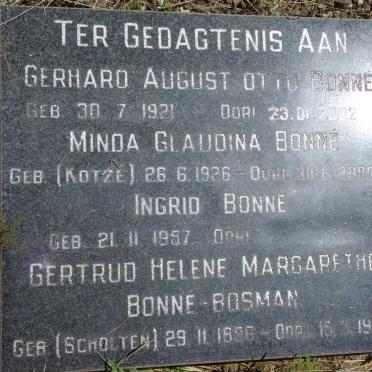 TER GEDAGTENIS AAN
GERHARD AUGUST OTTO BONNE
GEB 30 7 1921 - OORL 23.01.2002
MINDA GLAUDINA BONNÉ
GEB. (KOTZÉ) 26 6.1926 - OORL
INGRID BONNE
GEB. 21. 11 1957. OORL
GERTRUD HELENE MARGARETHE
BONNE-BOSMAN
GEB (SCHOLTEN) 29 11. 1896 - OORL